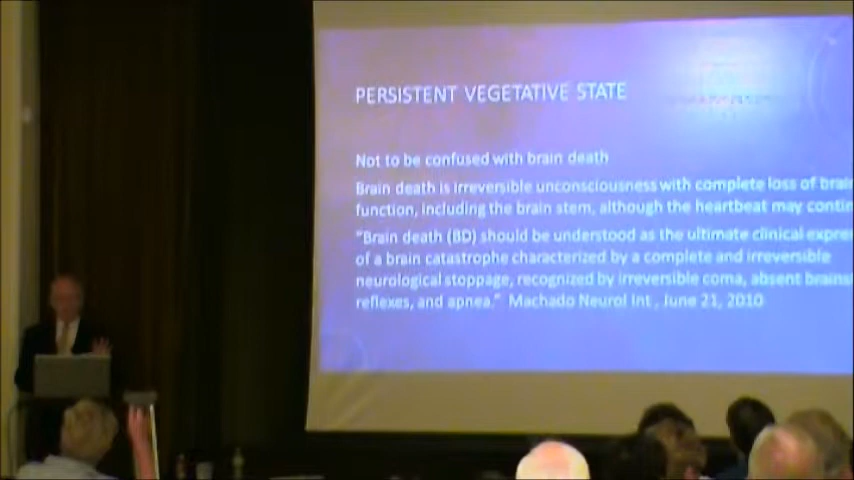 PERSISTENT VEGETATIVE STATE
Not to be confused with brain death
Brain death is irreversible unconsciousness with complete loss of brain
function, including the brain stem, although the heartbeat may contin
"Brain death (BD) should be understood as the ultimate clinical expre
of a brain catastrophe characterized by a complete and irreversible
neurological stoppage, recognized by irreversible coma, absent brains
reflexes, and apnea." Machado Neurol Int , June 21, 2010